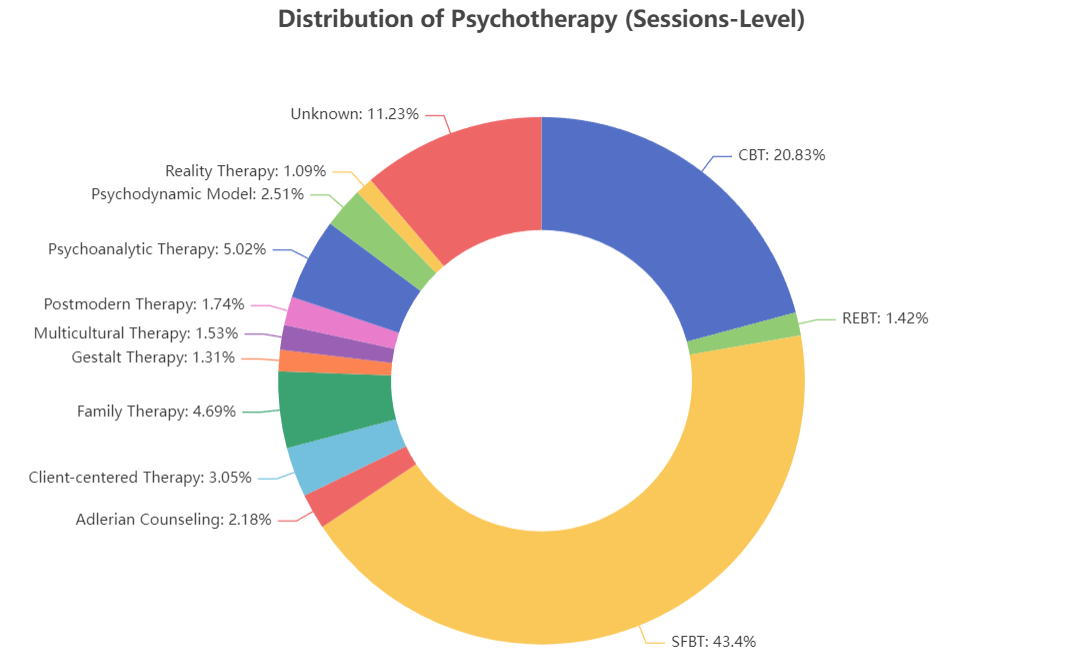 Distribution of Psychotherapy (Sessions-Level)
Unknown: 11.23%
CBT: 20.83%
Reality Therapy: 1.09%
Psychodynamic Model: 2.51%
Psychoanalytic Therapy: 5.02%
Postmodern Therapy: 1.74%
REBT: 1.42%
Multicultural Therapy: 1.53%
Gestalt Therapy: 1.31%
Family Therapy: 4.69%
Client-centered Therapy: 3.05%
Adlerian Counseling: 2.18%
SFBT: 43.4%